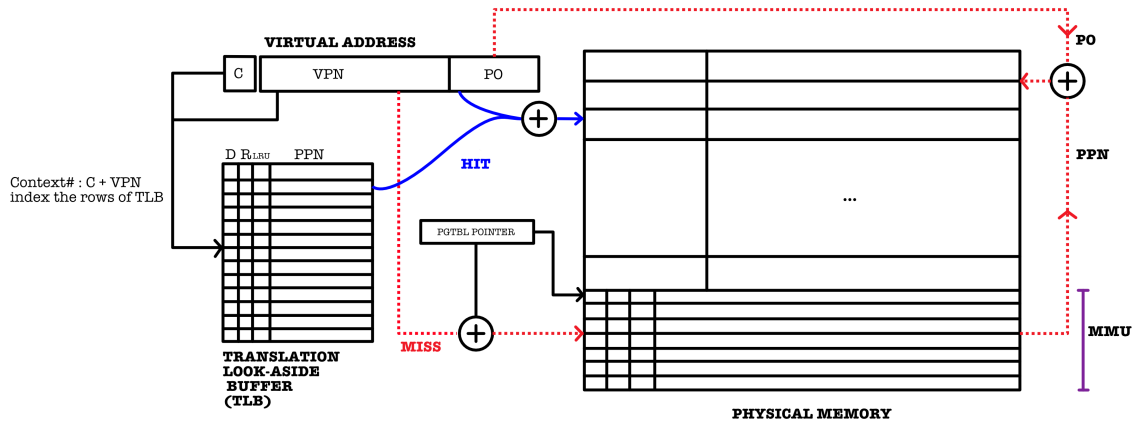 PO
VIRTUAL ADDRESS
C
VPN
PO
D R LRU PPN
HIT
PPN
Context# : C + VPN
index the rows of TLB
...
PGTBL POINTER
MISS
MMU
TRANSLATION
LOOK-ASIDE
BUFFER
(TLB)
PHYSICAL MEMORY